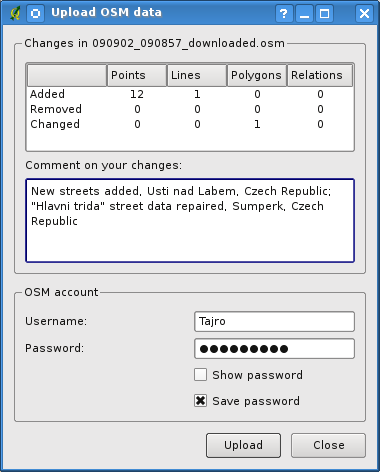 Upload OSM data
Changes in 090902_090857_downloaded.osm
Points Lines Polygons Relations
Added 12 1 0 0
Removed 0 0 0 0
Changed 0 0 1 0
Comment on your changes:
New streets added, Usti nad Labem, Czech Republic;
"Hlavni trida" street data repaired, Sumperk, Czech
Republic
OSM account
Username: Tajro
Password: ●●●●●●●●●
Show password
Save password
Upload Close